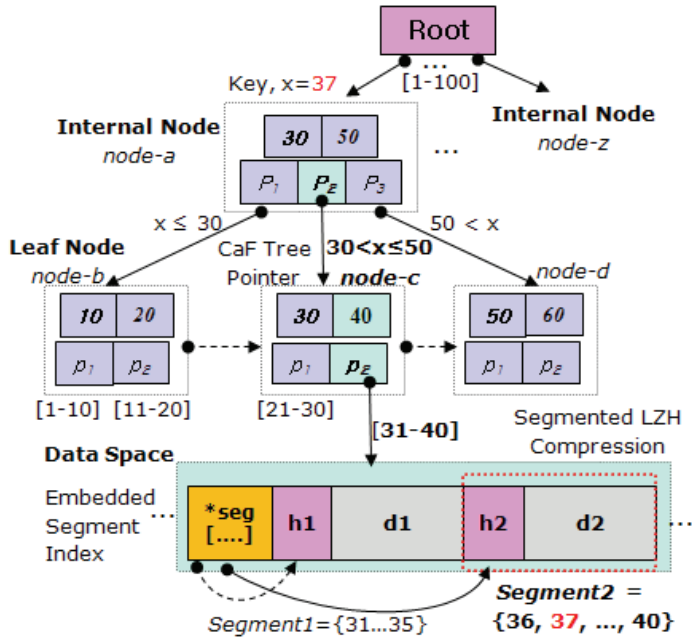 Root
...
Key, x=37
[1-100]
Internal Node
node-a
30 50
...
Internal Node
node-z
P1 P2 P3
x ≤ 30
30<x≤50
50 < x
Leaf Node
node-b
CaF Tree
Pointer
node-c
node-d
10 20
30 40
50 60
p1 p2
p1 p2
p1 p2
[1-10] [11-20]
[21-30]
[31-40]
Segmented LZH
Compression
Data Space
Embedded
Segment
Index
...
*seg
[....]
h1
d1
h2
d2
...
Segment1={31...35}
Segment2 =
{36, 37, ..., 40}